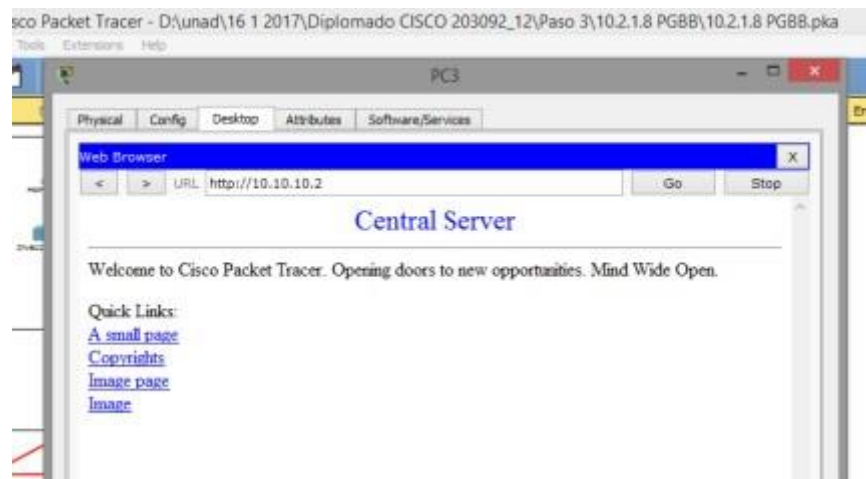 sco Packet Tracer - D:\unad\16 1 2017\Diplomado CISCO 203092_12\Paso 3\10.2.1.8 PGBB\10.2.1.8 PGBB.pka
Tools Extensions Help
PC3
Physical Config Desktop Attributes Software/Services
Web Browser X
< > URL http://10.10.10.2 Go Stop
Central Server
Welcome to Cisco Packet Tracer. Opening doors to new opportunities. Mind Wide Open.
Quick Links:
A small page
Copyrights
Image page
Image